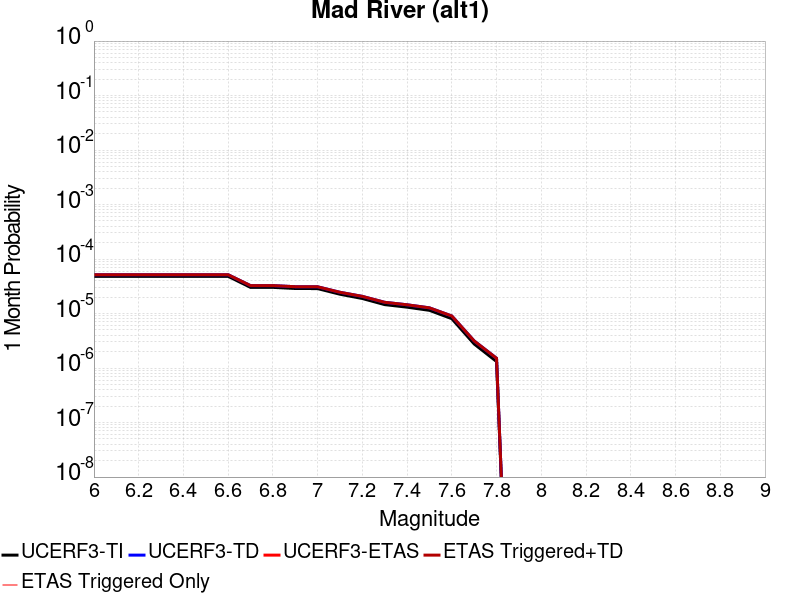 Mad River (alt1)
1 Month Probability
10^0
10^-1
10^-2
10^-3
10^-4
10^-5
10^-6
10^-7
10^-8
6 6.2 6.4 6.6 6.8 7 7.2 7.4 7.6 7.8 8 8.2 8.4 8.6 8.8 9
Magnitude
UCERF3-TI UCERF3-TD UCERF3-ETAS ETAS Triggered+TD
ETAS Triggered Only